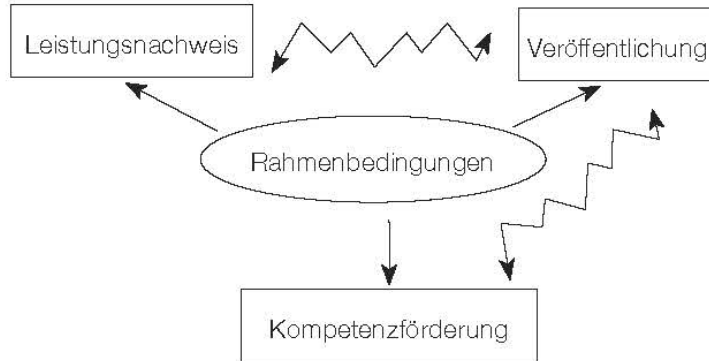 Leistungsnachweis
Veröffentlichung
Rahmenbedingungen
Kompetenzförderung